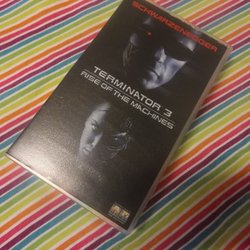 SCHWARZENEGGER
TERMINATOR 3
RISE OF THE MACHINES